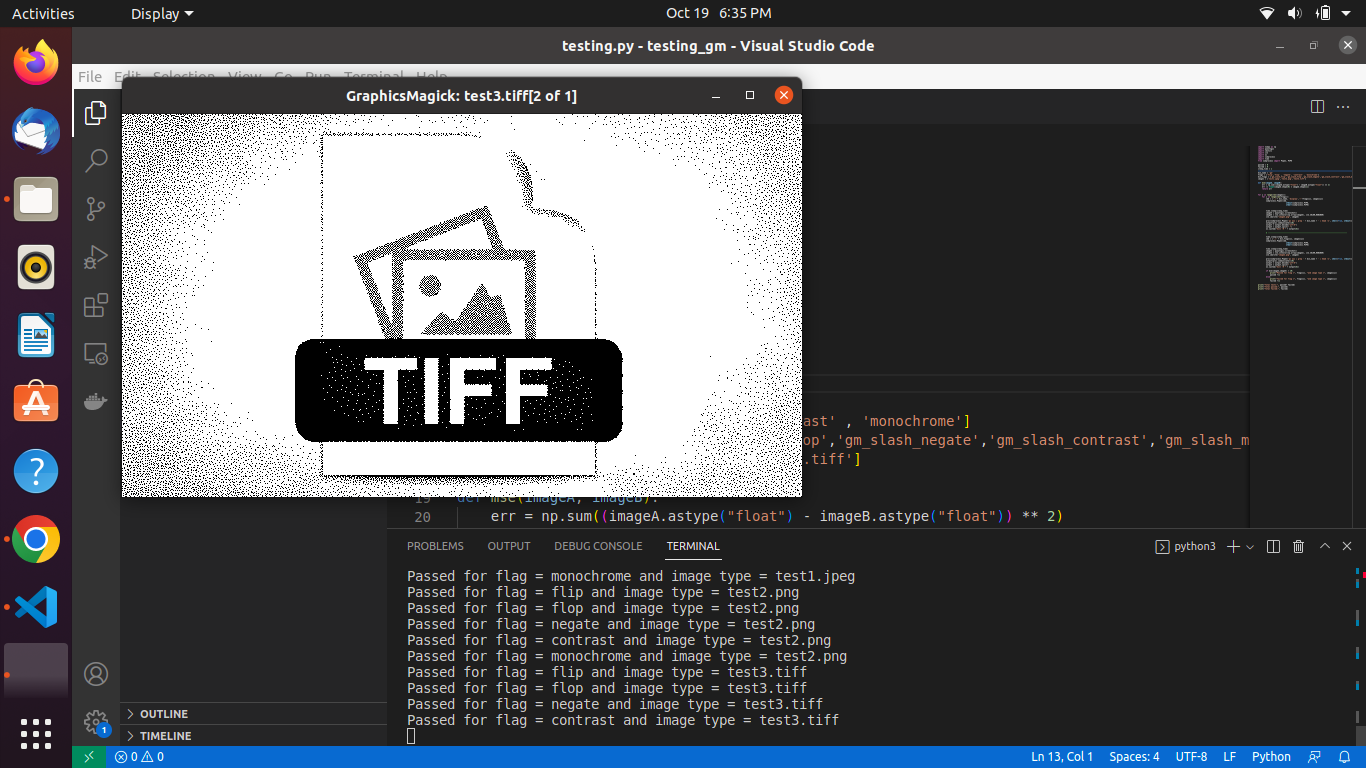 Activities
Display
Oct 19 6:35 PM
testing.py - testing_gm - Visual Studio Code
File Edit Selection View Go Run Terminal Help
GraphicsMagick: test3.tiff[2 of 1]
TIFF
ast' , 'monochrome']
op','gm_slash_negate','gm_slash_contrast','gm_slash_m
.tiff']
19 def mse(imageA, imageB):
20 err = np.sum((imageA.astype("float") - imageB.astype("float")) ** 2)
PROBLEMS OUTPUT DEBUG CONSOLE TERMINAL
python3
Passed for flag = monochrome and image type = test1.jpeg
Passed for flag = flip and image type = test2.png
Passed for flag = flop and image type = test2.png
Passed for flag = negate and image type = test2.png
Passed for flag = contrast and image type = test2.png
Passed for flag = monochrome and image type = test2.png
Passed for flag = flip and image type = test3.tiff
Passed for flag = flop and image type = test3.tiff
Passed for flag = negate and image type = test3.tiff
Passed for flag = contrast and image type = test3.tiff
OUTLINE
TIMELINE
1
0 0
Ln 13, Col 1 Spaces: 4 UTF-8 LF Python